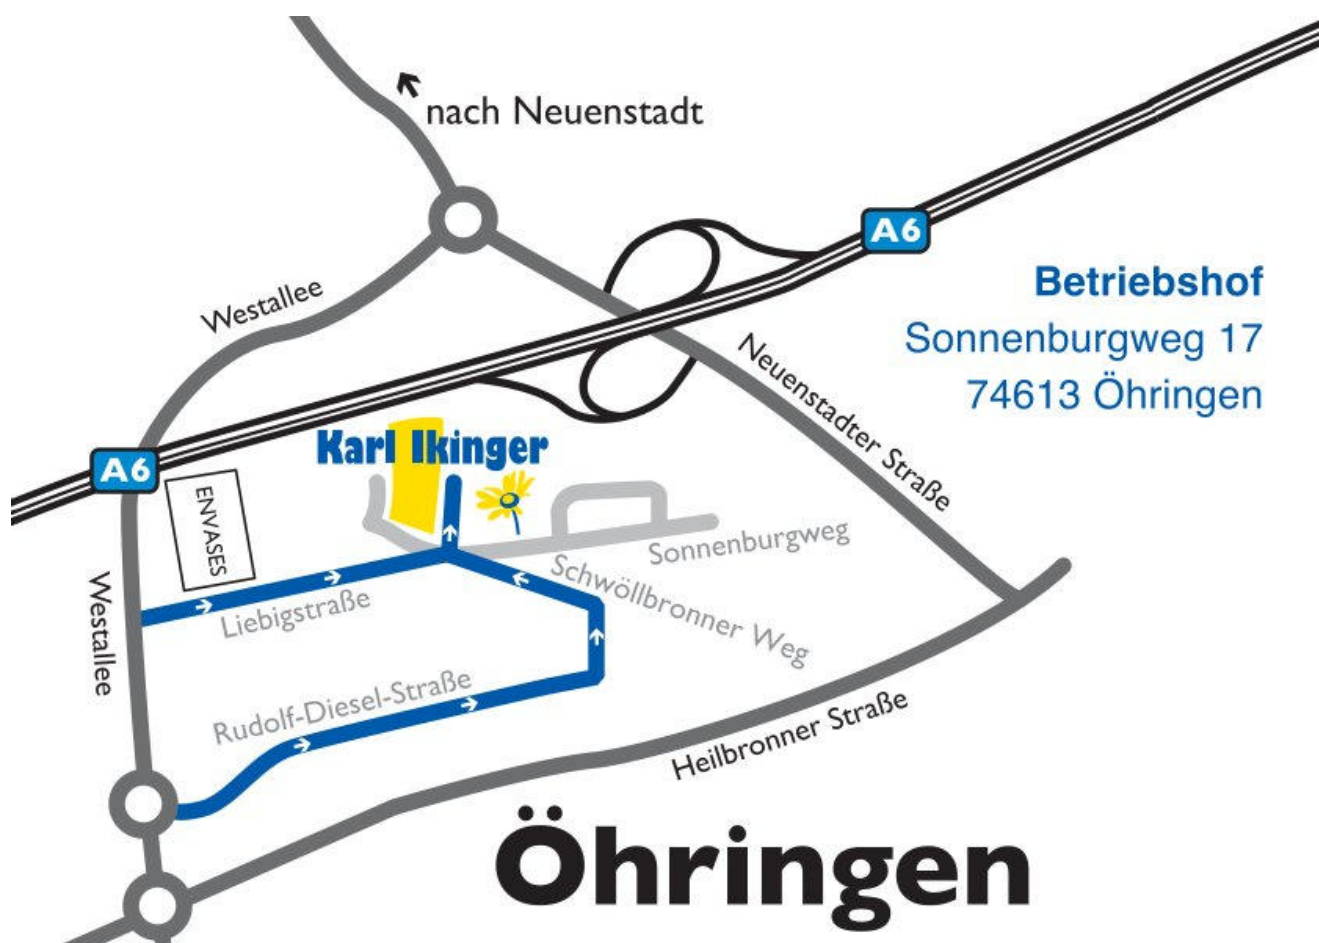 nach Neuenstadt
A6
Westallee
Betriebshof
Sonnenburgweg 17
74613 Öhringen
Neuenstadter Straße
Karl Ikinger
A6
ENVASES
Sonnenburgweg
Schwöllbronner Weg
Liebigstraße
Westallee
Rudolf-Diesel-Straße
Heilbronner Straße
Öhringen